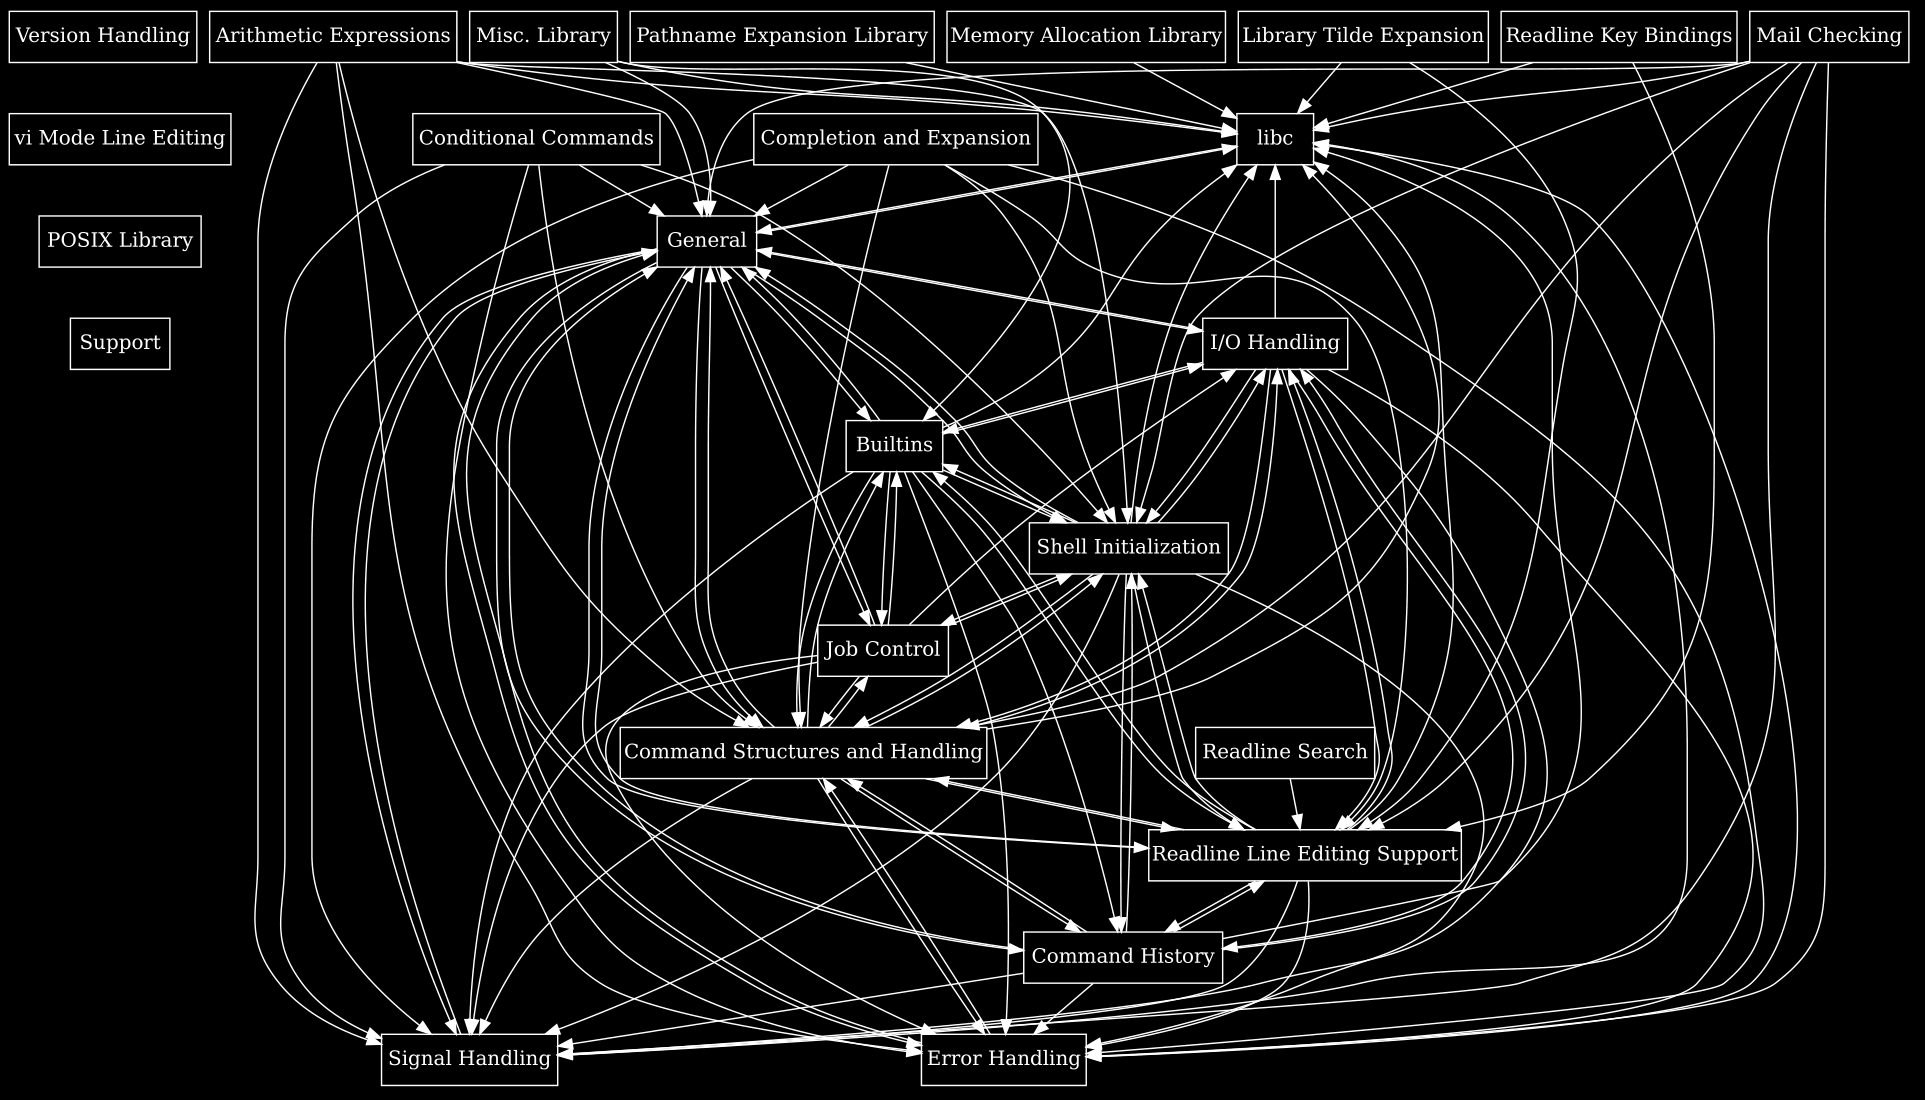 Version Handling
Arithmetic Expressions
Misc. Library
Pathname Expansion Library
Memory Allocation Library
Library Tilde Expansion
Readline Key Bindings
Mail Checking
vi Mode Line Editing
Conditional Commands
Completion and Expansion
libc
POSIX Library
General
Support
I/O Handling
Builtins
Shell Initialization
Job Control
Command Structures and Handling
Readline Search
Readline Line Editing Support
Command History
Signal Handling
Error Handling